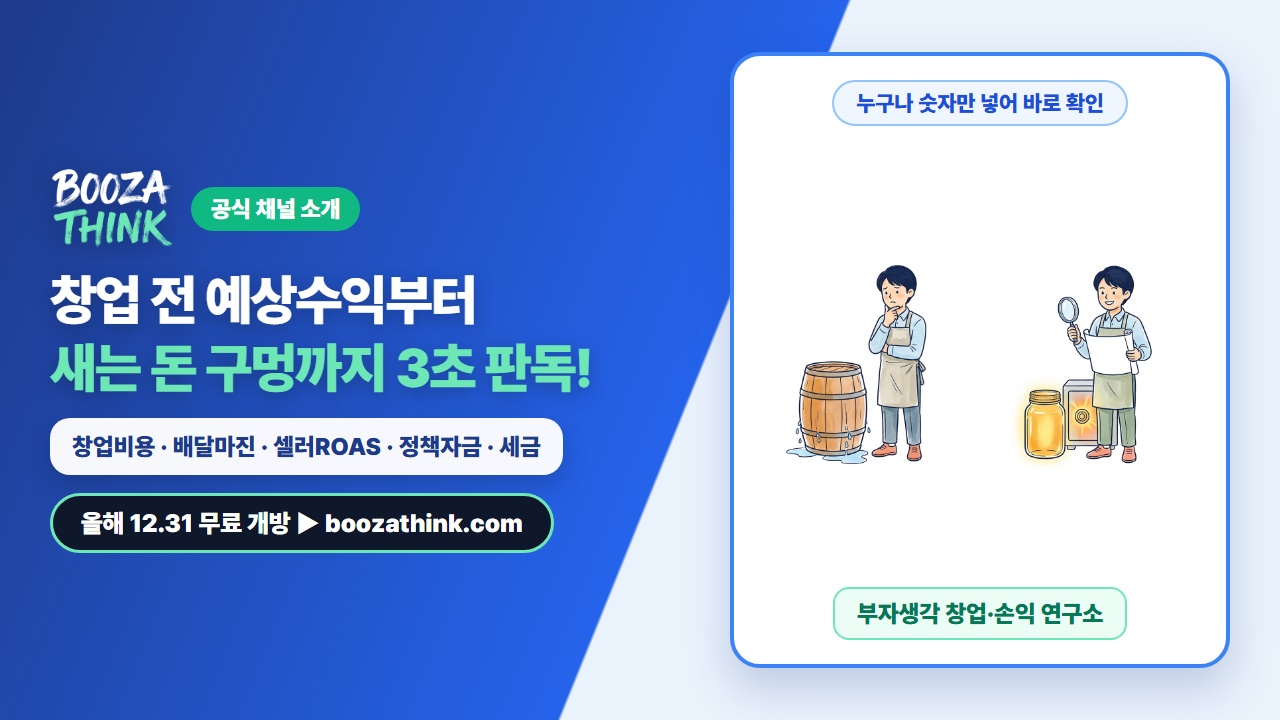 BOOZA
THINK
공식 채널 소개
창업 전 예상수익부터
새는 돈 구멍까지 3초 판독!
창업비용 · 배달마진 · 셀러ROAS · 정책자금 · 세금
올해 12.31 무료 개방 ▶ boozathink.com
누구나 숫자만 넣어 바로 확인
부자생각 창업·손익 연구소